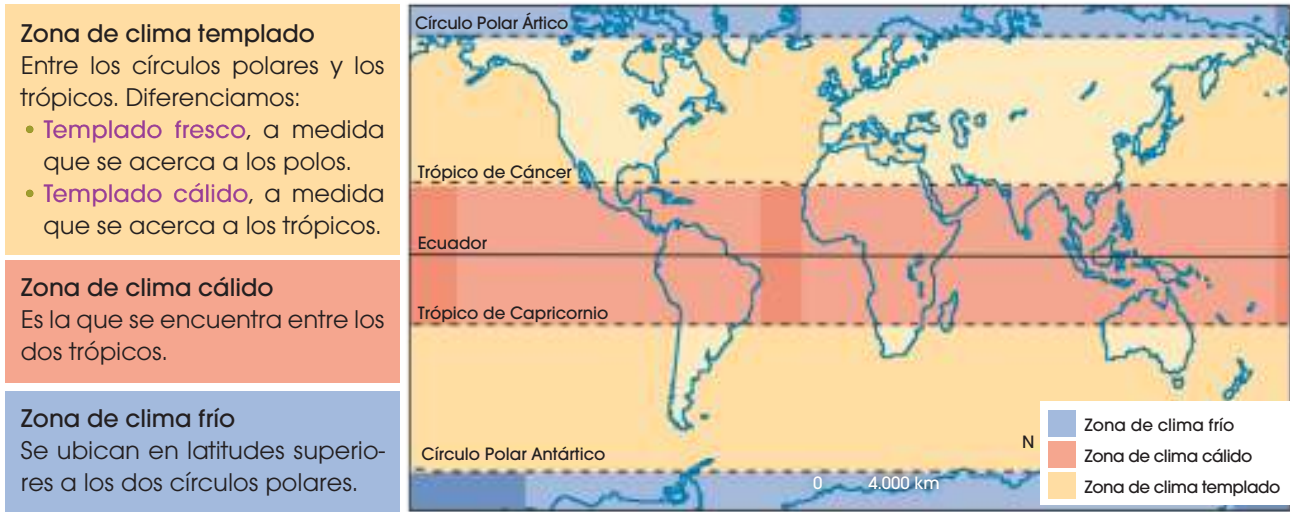 Zona de clima templado
Entre los círculos polares y los
trópicos. Diferenciamos:
• Templado fresco, a medida
que se acerca a los polos.
• Templado cálido, a medida
que se acerca a los trópicos.
Zona de clima cálido
Es la que se encuentra entre los
dos trópicos.
Zona de clima frío
Se ubican en latitudes superio-
res a los dos círculos polares.
Círculo Polar Ártico
Trópico de Cáncer
Ecuador
Trópico de Capricornio
Círculo Polar Antártico
N
0 4.000 km
Zona de clima frío
Zona de clima cálido
Zona de clima templado